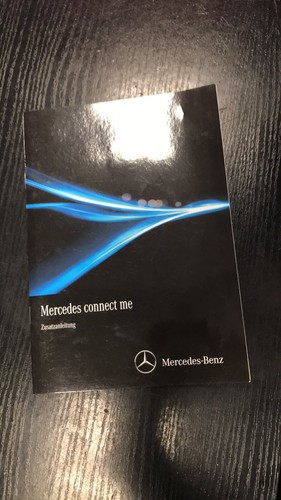 Mercedes connect me
Zusatzanleitung
Mercedes-Benz